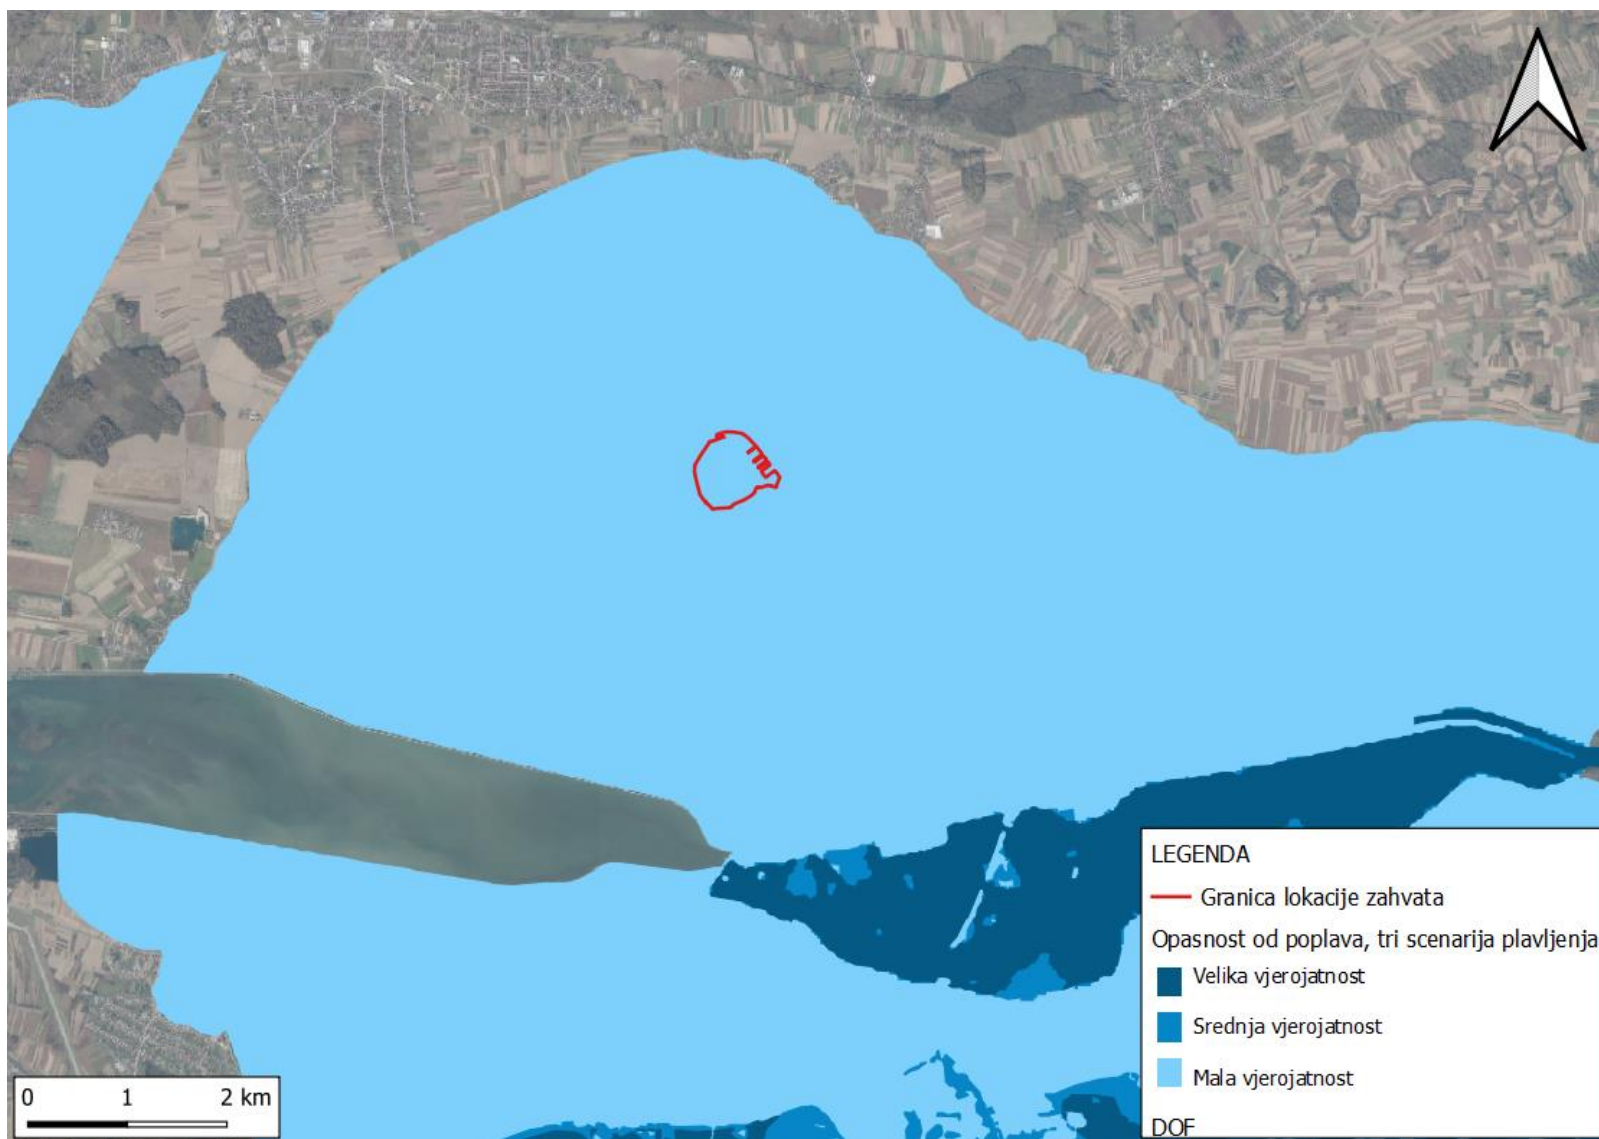 LEGENDA
Granica lokacije zahvata
Opasnost od poplava, tri scenarija plavljenja
Velika vjerojatnost
Srednja vjerojatnost
Mala vjerojatnost
DOF
0 1 2 km